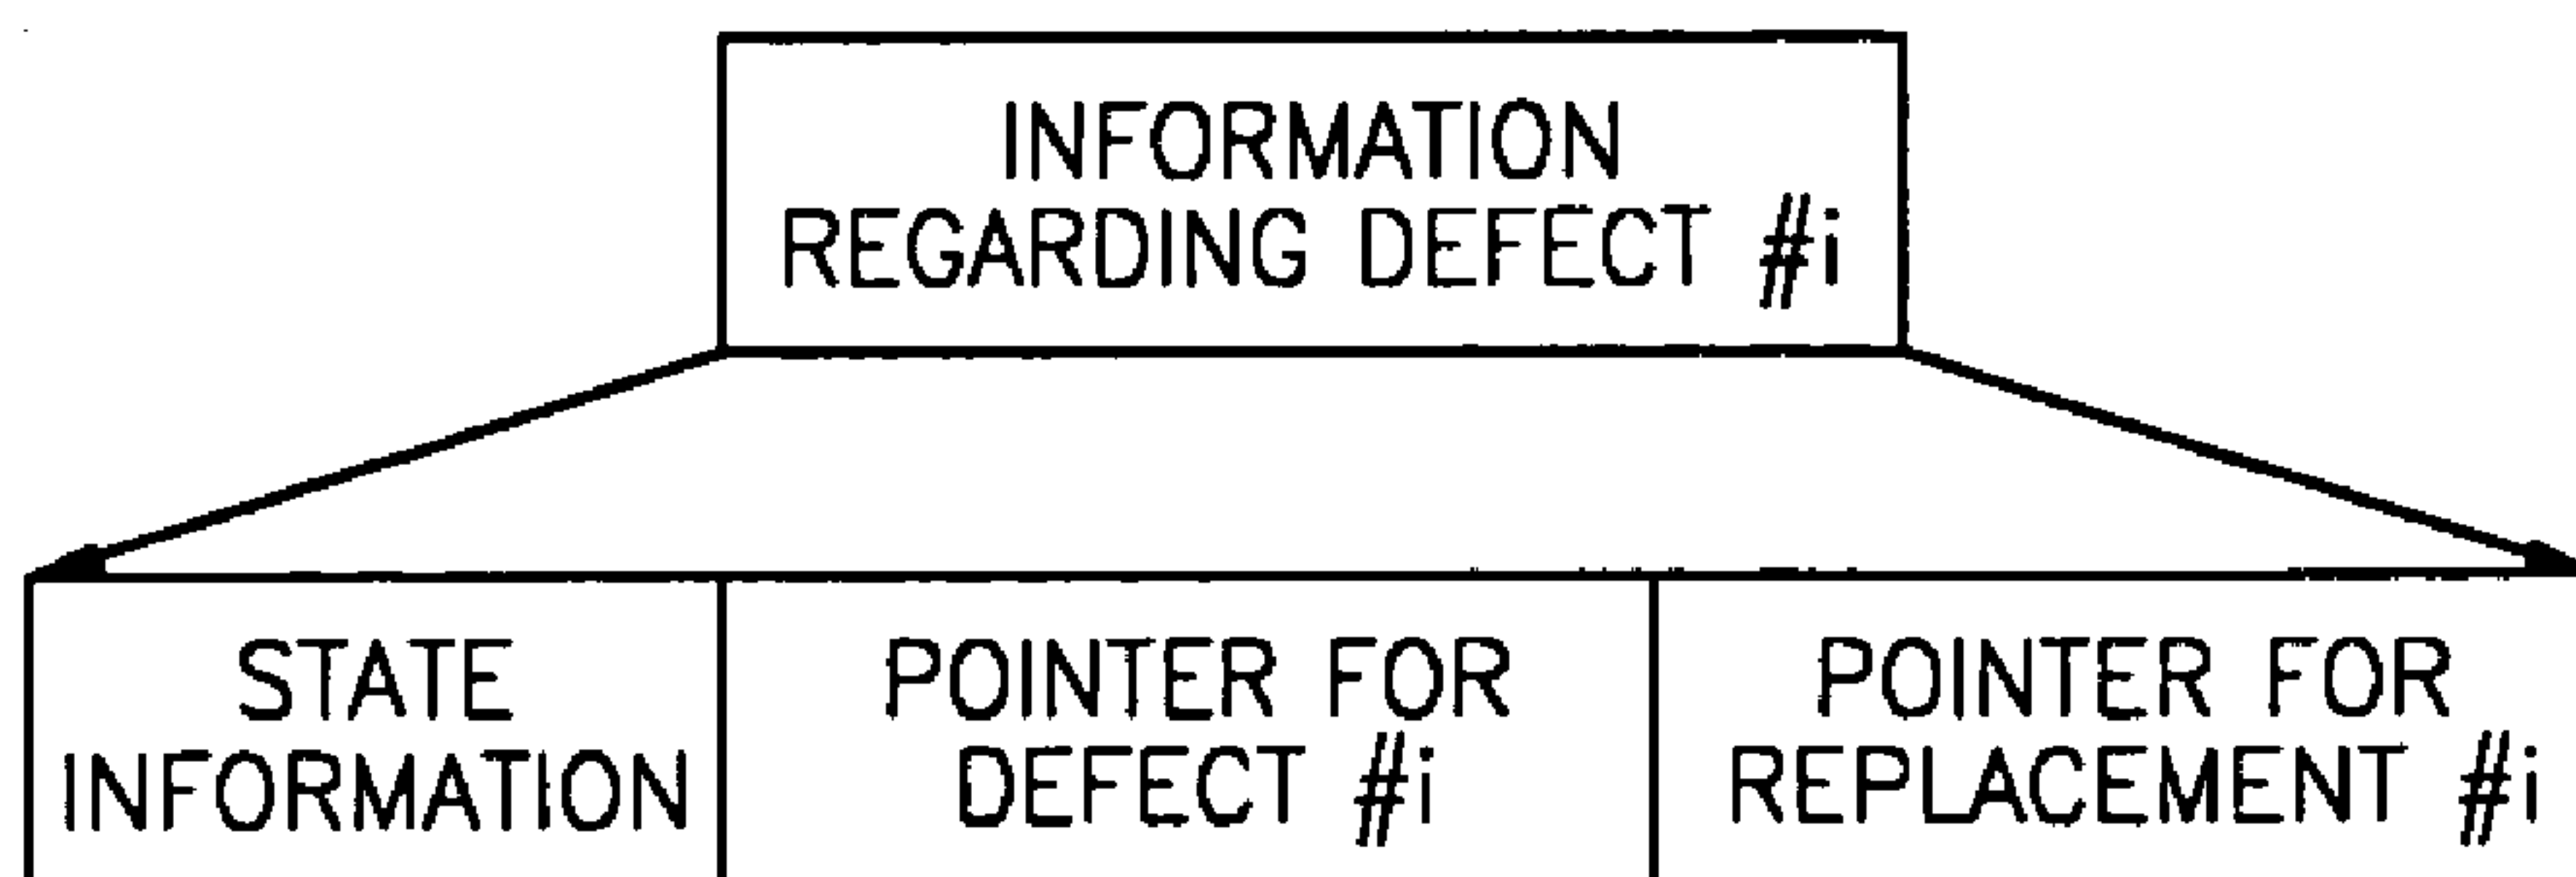 INFORMATION
REGARDING DEFECT #i
STATE
INFORMATION
POINTER FOR
DEFECT #i
POINTER FOR
REPLACEMENT #i